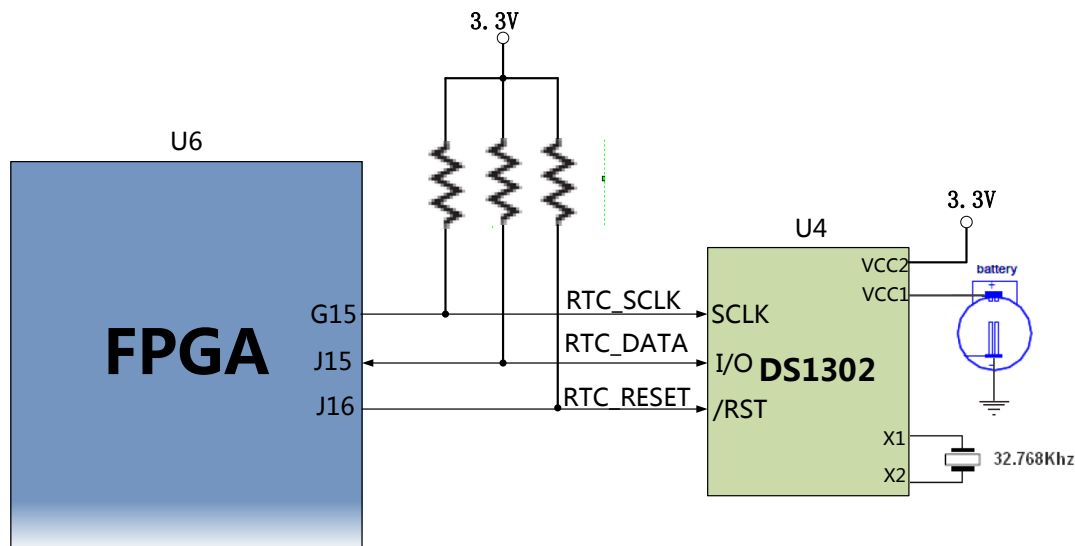 3.3V
U6
FPGA
G15
J15
J16
RTC_SCLK
RTC_DATA
RTC_RESET
U4
SCLK
I/O
DS1302
/RST
VCC2
VCC1
X1
X2
3.3V
battery
+
-
32.768Khz